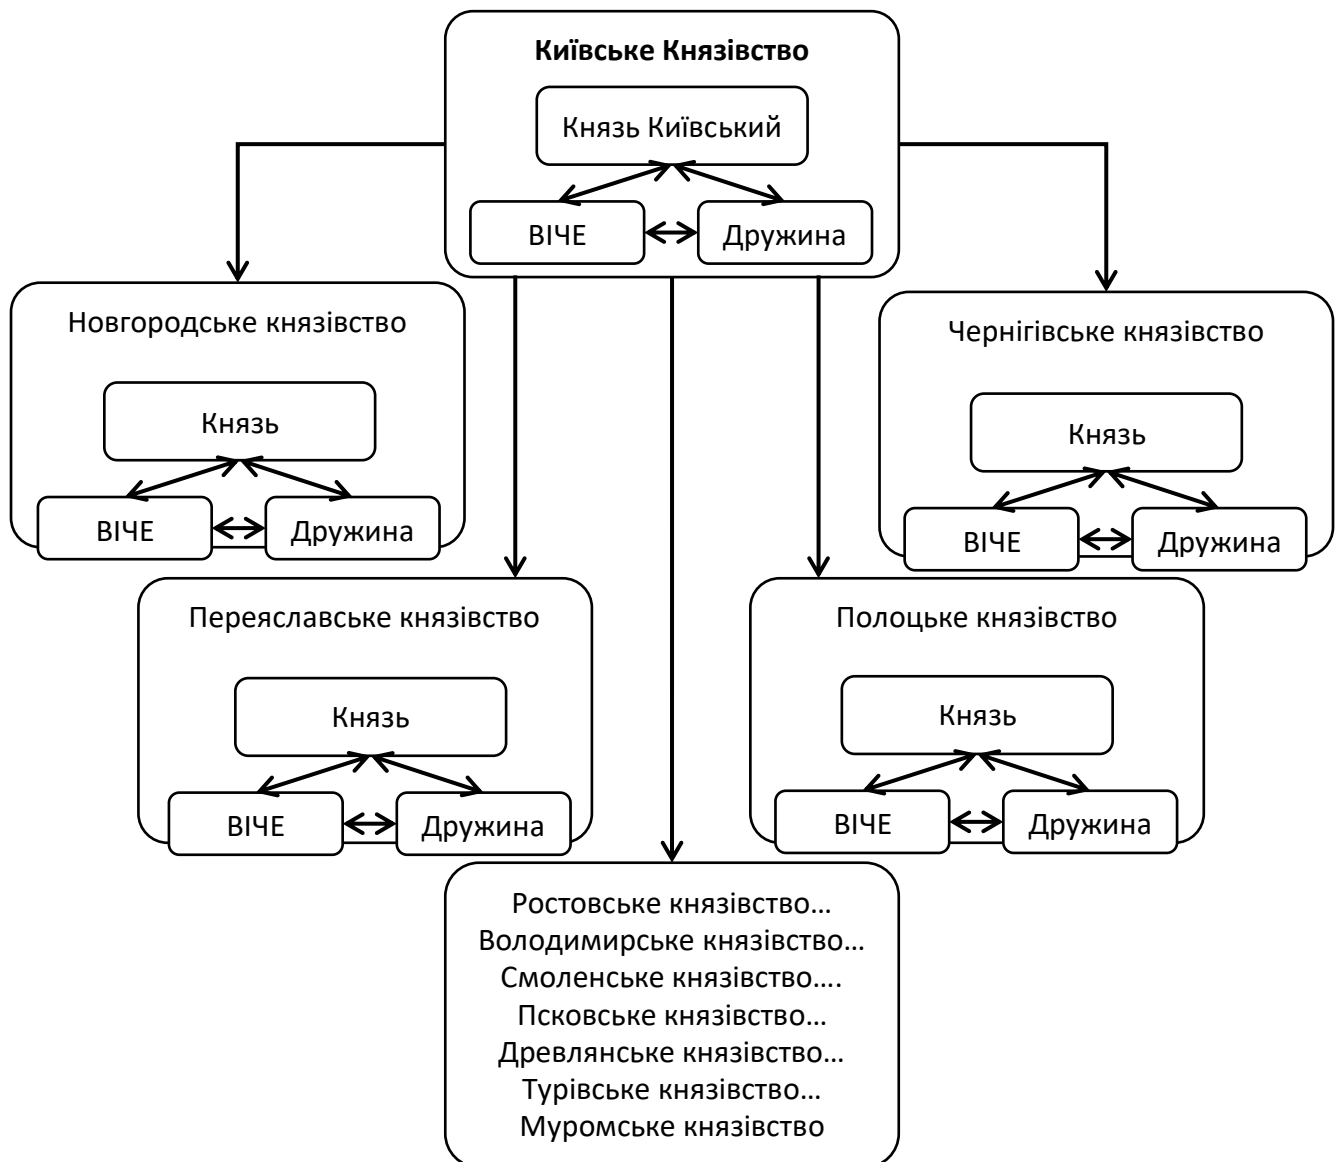 Київське Князівство
Князь Київський
ВІЧЕ
Дружина
Новгородське князівство
Князь
ВІЧЕ
Дружина
Чернігівське князівство
Князь
ВІЧЕ
Дружина
Переяславське князівство
Князь
ВІЧЕ
Дружина
Полоцьке князівство
Князь
ВІЧЕ
Дружина
Ростовське князівство…
Володимирське князівство…
Смоленське князівство….
Псковське князівство…
Древлянське князівство…
Турівське князівство…
Муромське князівство